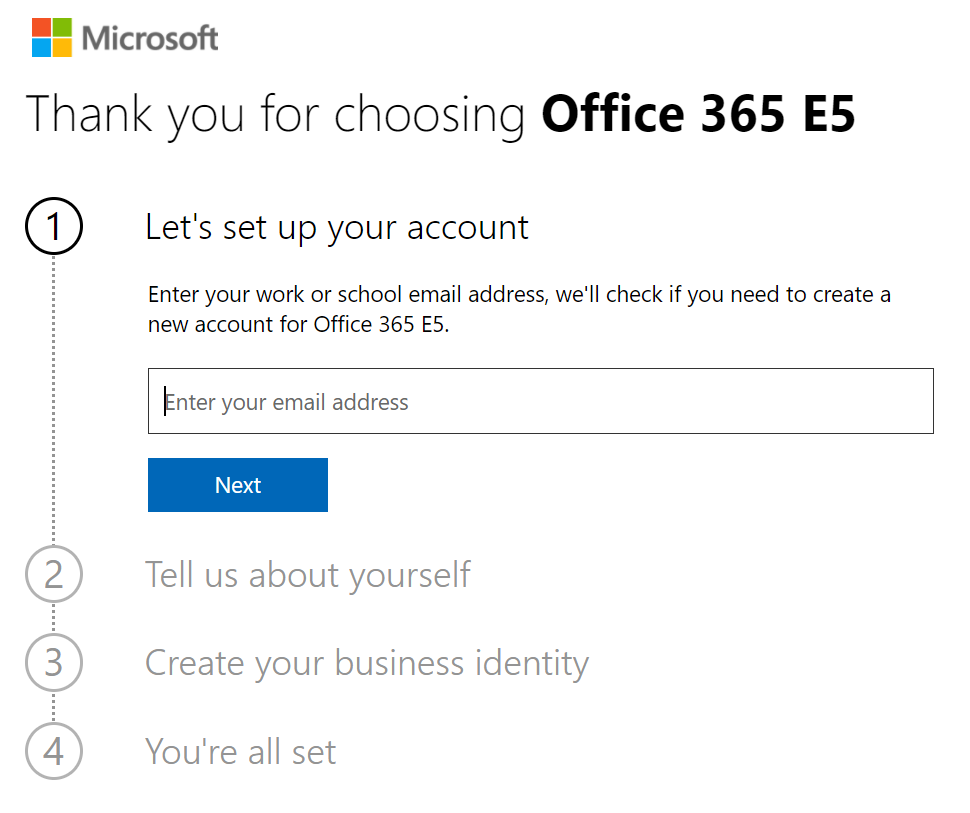 Microsoft
Thank you for choosing Office 365 E5
1 Let's set up your account
Enter your work or school email address, we'll check if you need to create a
new account for Office 365 E5.
Enter your email address
Next
2 Tell us about yourself
3 Create your business identity
4 You're all set